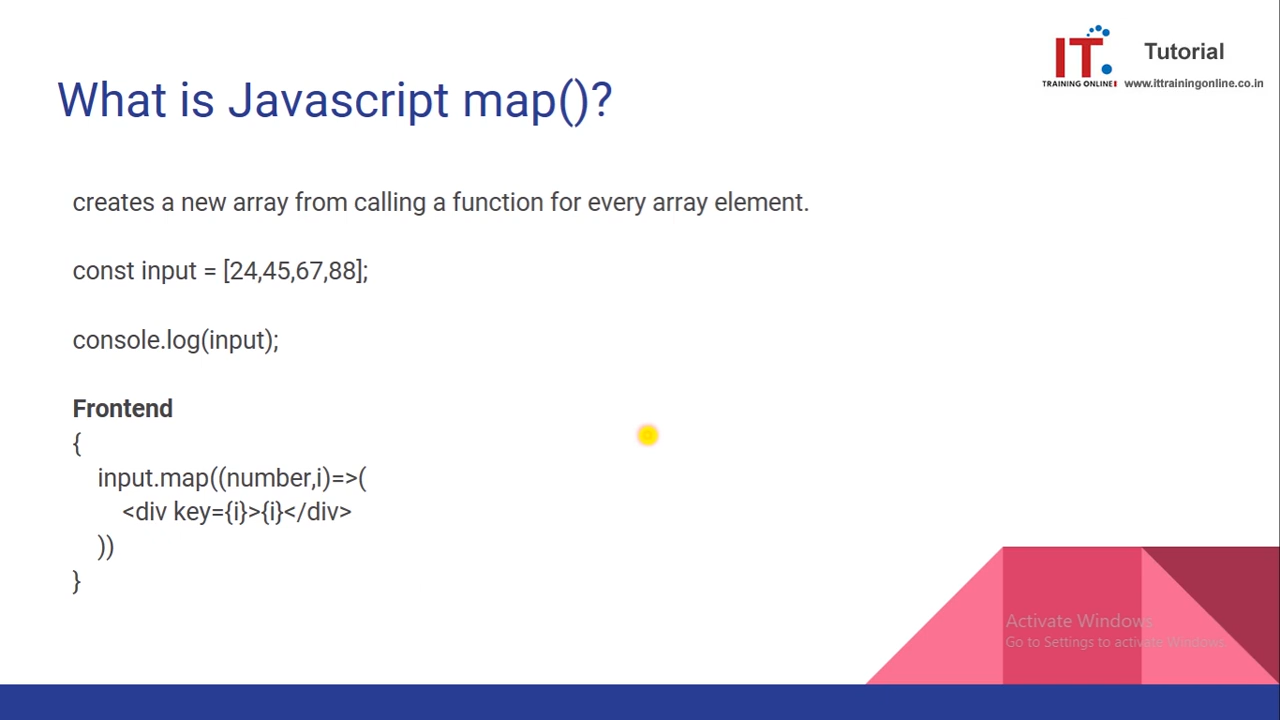 IT.
Tutorial
TRAINING ONLINE
www.ittrainingonline.co.in
What is Javascript map()?
creates a new array from calling a function for every array element.
const input = [24,45,67,88];
console.log(input);
Frontend
{
input.map((number,i)=>(
<div key={i}>{i}</div>
))
}
Activate Windows
Go to Settings to activate Windows.